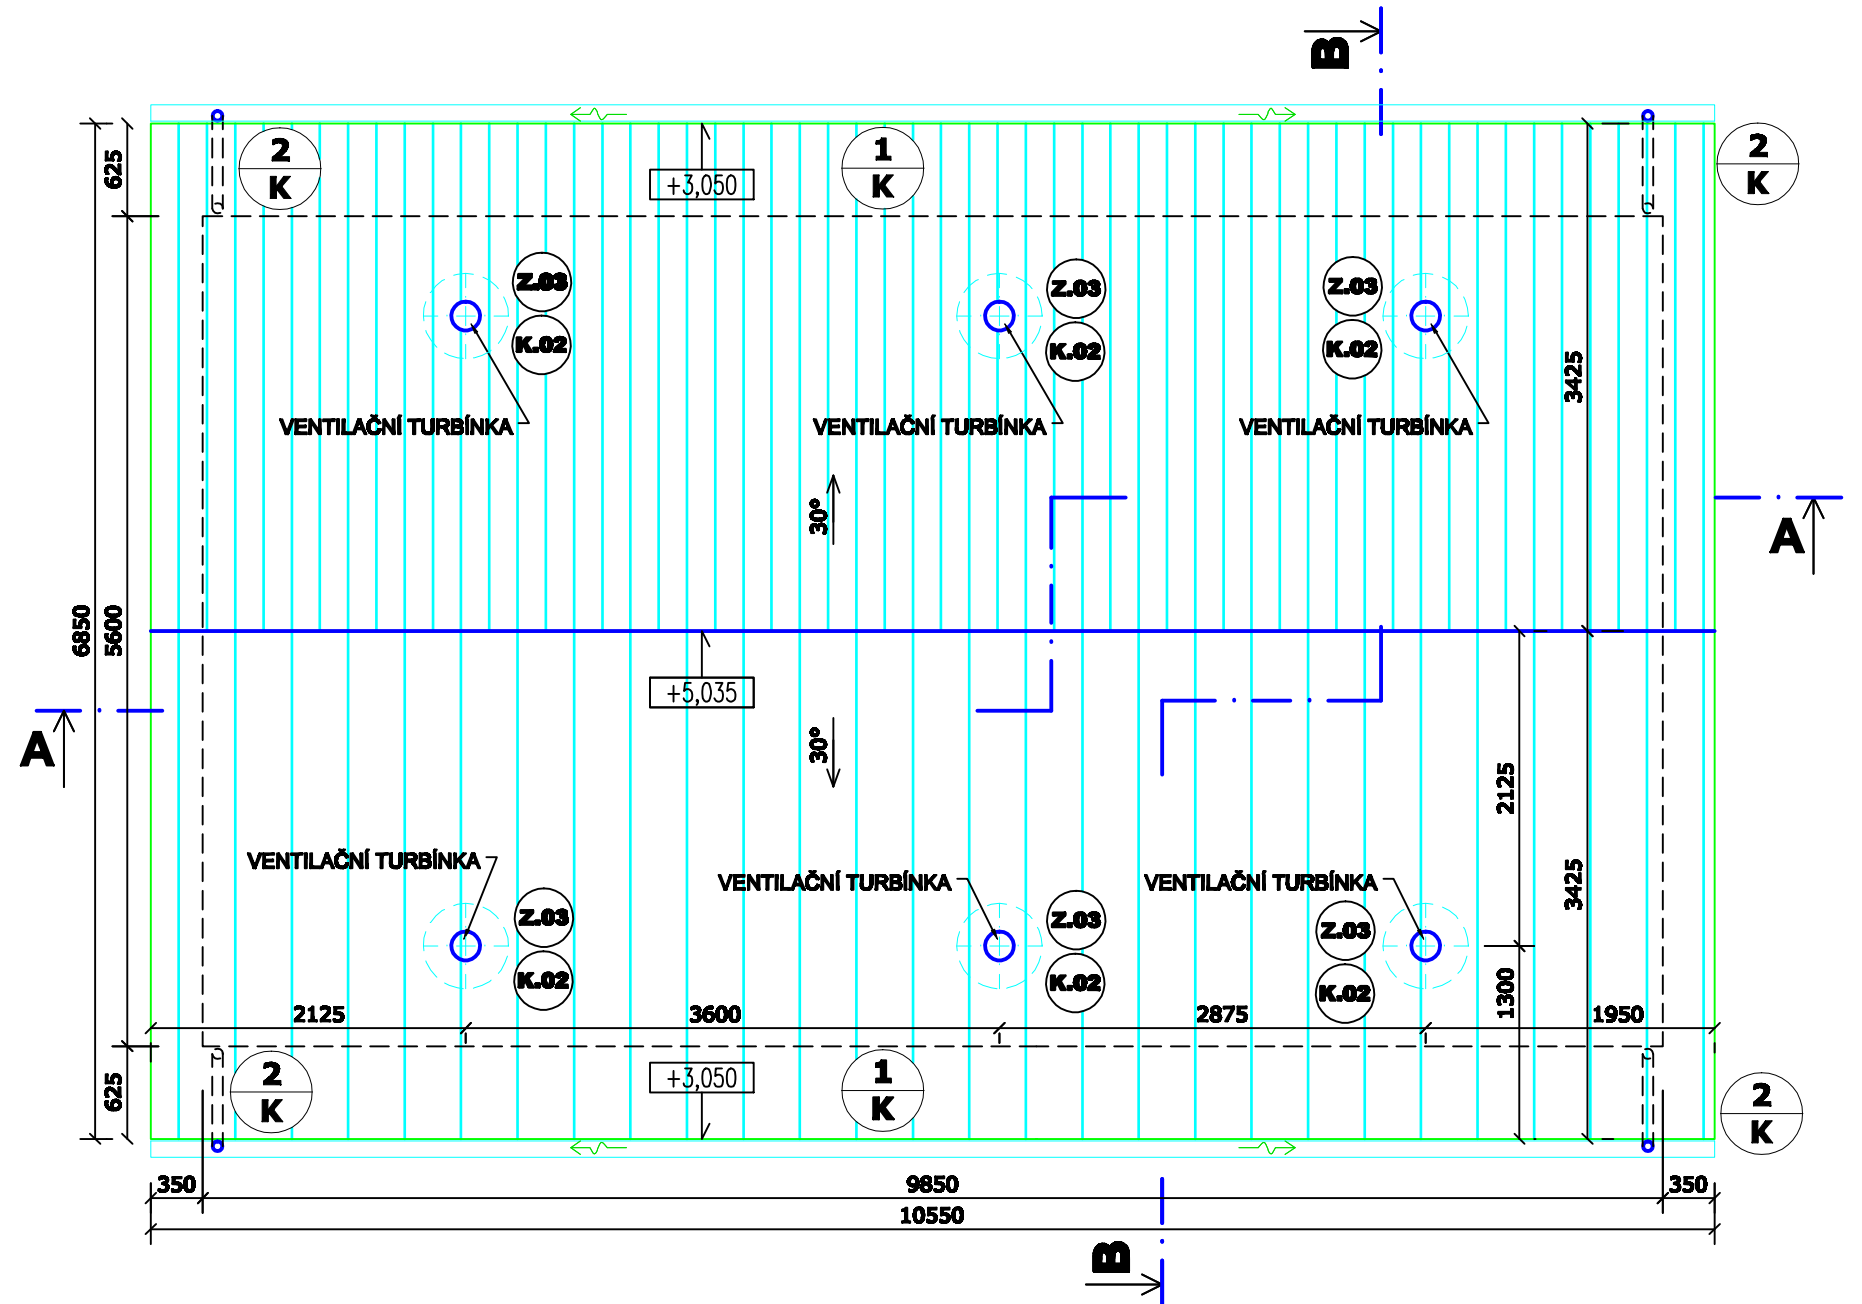 B
2
K
1
K
2
K
625
+3,050
Z.03
K.02
Z.03
K.02
Z.03
K.02
3425
VENTILAČNÍ TURBÍNKA
VENTILAČNÍ TURBÍNKA
VENTILAČNÍ TURBÍNKA
30°
A
6850
5600
+5,035
A
30°
2125
VENTILAČNÍ TURBÍNKA
VENTILAČNÍ TURBÍNKA
VENTILAČNÍ TURBÍNKA
3425
Z.03
K.02
Z.03
K.02
Z.03
K.02
1300
2125
3600
2875
1950
625
2
K
+3,050
1
K
2
K
350
9850
350
10550
B